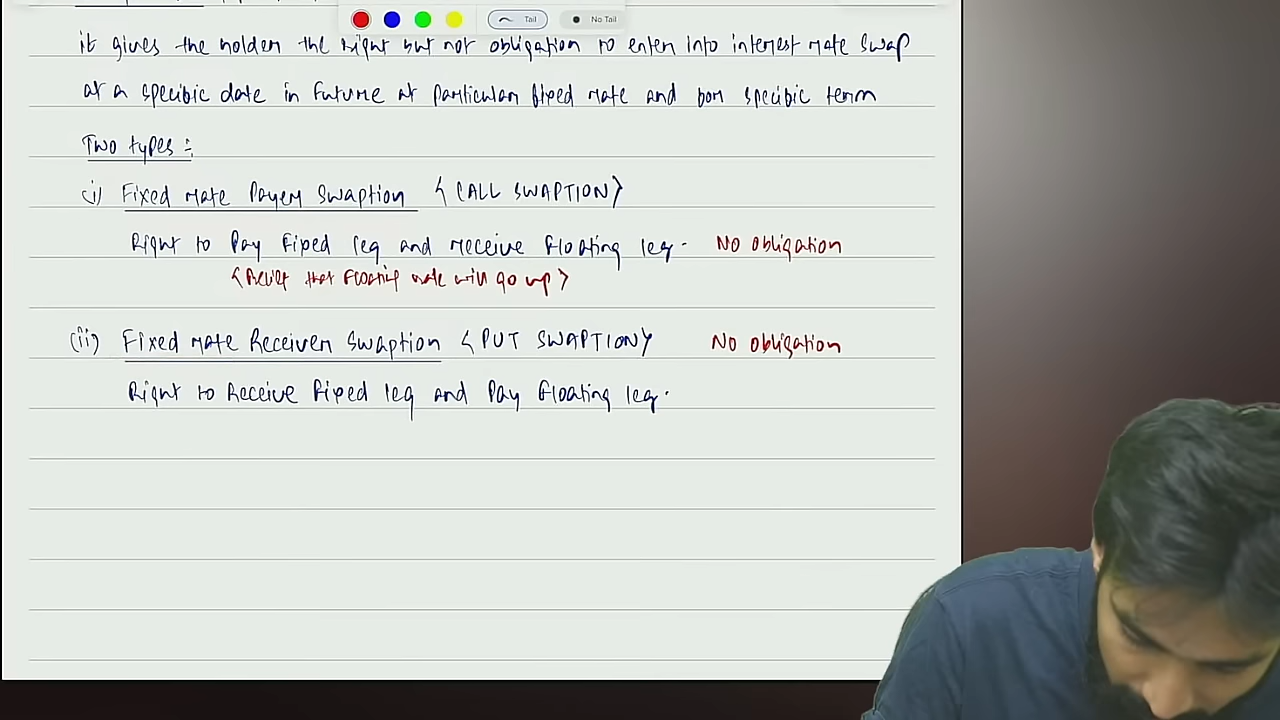 Tail No Tail
it gives the holder the right but not obligation to enter into interest rate swap
at a specific date in future at particular fixed rate and for specific term
Two types :-
(i) Fixed rate Payer Swaption {CALL SWAPTION}
Right to Pay fixed leg and receive floating leg. No obligation
{Belief that floating rate will go up}
(ii) Fixed rate Receiver Swaption {PUT SWAPTION} No obligation
Right to Receive fixed leg and Pay floating leg.